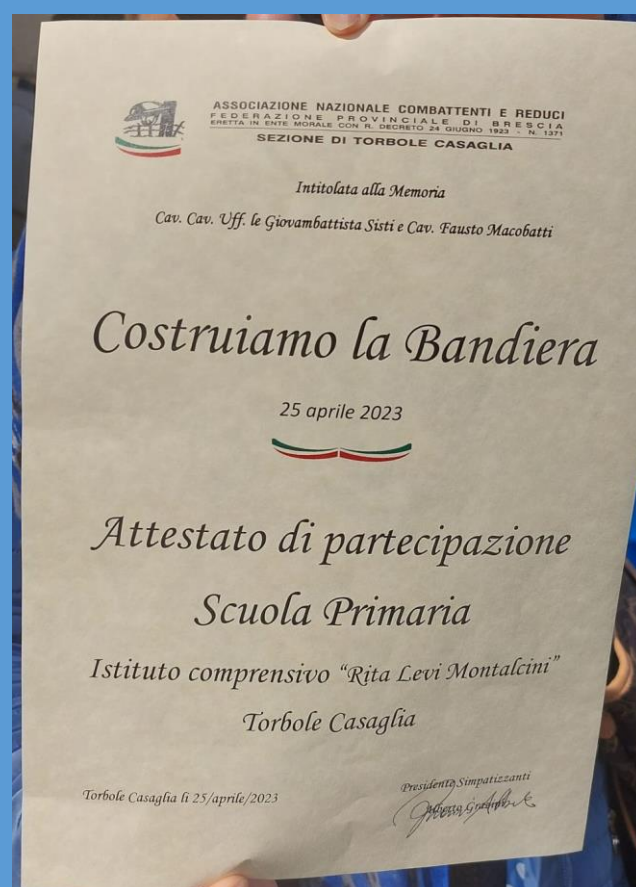 ASSOCIAZIONE NAZIONALE COMBATTENTI E REDUCI
FEDERAZIONE PROVINCIALE DI BRESCIA
ERETTA IN ENTE MORALE CON R. DECRETO 24 GIUGNO 1923 - N. 1371
SEZIONE DI TORBOLE CASAGLIA
Intitolata alla Memoria
Cav. Cav. Uff. le Giovambattista Sisti e Cav. Fausto Macobatti
Costruiamo la Bandiera
25 aprile 2023
Attestato di partecipazione
Scuola Primaria
Istituto comprensivo "Rita Levi Montalcini"
Torbole Casaglia
Torbole Casaglia lì 25/aprile/2023
Presidente Simpatizzanti